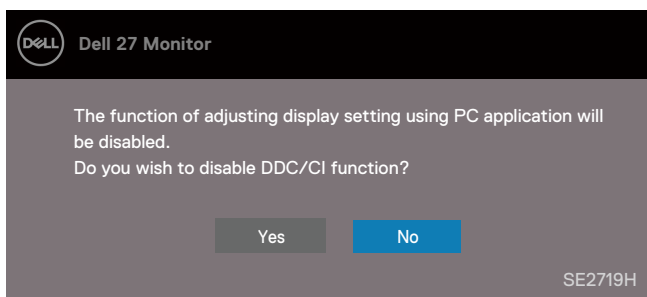 DELL
Dell 27 Monitor
The function of adjusting display setting using PC application will
be disabled.
Do you wish to disable DDC/CI function?
Yes No
SE2719H